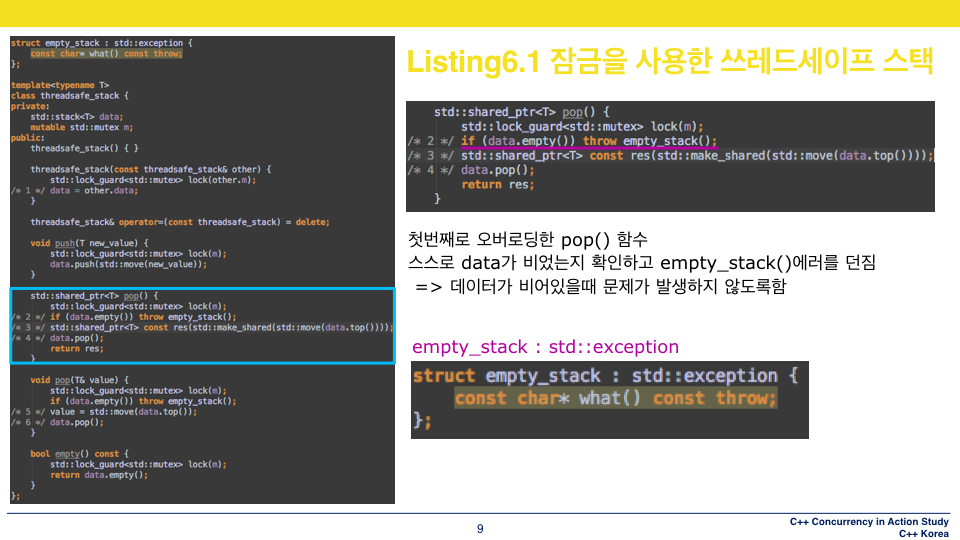 struct empty_stack : std::exception {
    const char* what() const throw;
};
template<typename T>
class threadsafe_stack {
private:
    std::stack<T> data;
    mutable std::mutex m;
public:
    threadsafe_stack() { }
    threadsafe_stack(const threadsafe_stack& other) {
        std::lock_guard<std::mutex> lock(other.m);
/* 1 */ data = other.data;
    }
    threadsafe_stack& operator=(const threadsafe_stack) = delete;
    void push(T new_value) {
        std::lock_guard<std::mutex> lock(m);
        data.push(std::move(new_value));
    }
    std::shared_ptr<T> pop() {
        std::lock_guard<std::mutex> lock(m);
/* 2 */ if (data.empty()) throw empty_stack();
/* 3 */ std::shared_ptr<T> const res(std::make_shared(std::move(data.top())));
/* 4 */ data.pop();
        return res;
    }
    void pop(T& value) {
        std::lock_guard<std::mutex> lock(m);
        if (data.empty()) throw empty_stack();
/* 5 */ value = std::move(data.top());
/* 6 */ data.pop();
    }
    bool empty() const {
        std::lock_guard<std::mutex> lock(m);
        return data.empty();
    }
};
Listing6.1 잠금을 사용한 쓰레드세이프 스택
    std::shared_ptr<T> pop() {
        std::lock_guard<std::mutex> lock(m);
/* 2 */ if (data.empty()) throw empty_stack();
/* 3 */ std::shared_ptr<T> const res(std::make_shared(std::move(data.top())));
/* 4 */ data.pop();
        return res;
    }
첫번째로 오버로딩한 pop() 함수
스스로 data가 비었는지 확인하고 empty_stack()에러를 던짐
=> 데이터가 비어있을때 문제가 발생하지 않도록함
empty_stack : std::exception
struct empty_stack : std::exception {
    const char* what() const throw;
};
9
C++ Concurrency in Action Study
C++ Korea